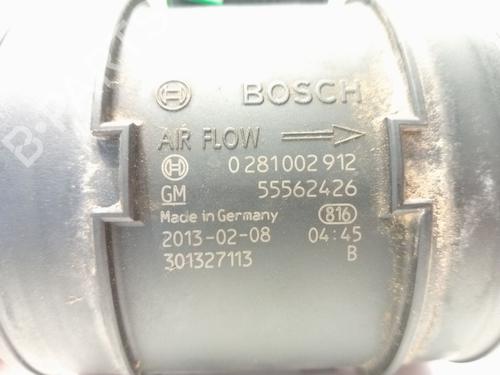 BOSCH
AIR FLOW
0 281 002 912
GM 55562426
Made in Germany 816
2013-02-08 04:45
301327113 B
B-PARTS